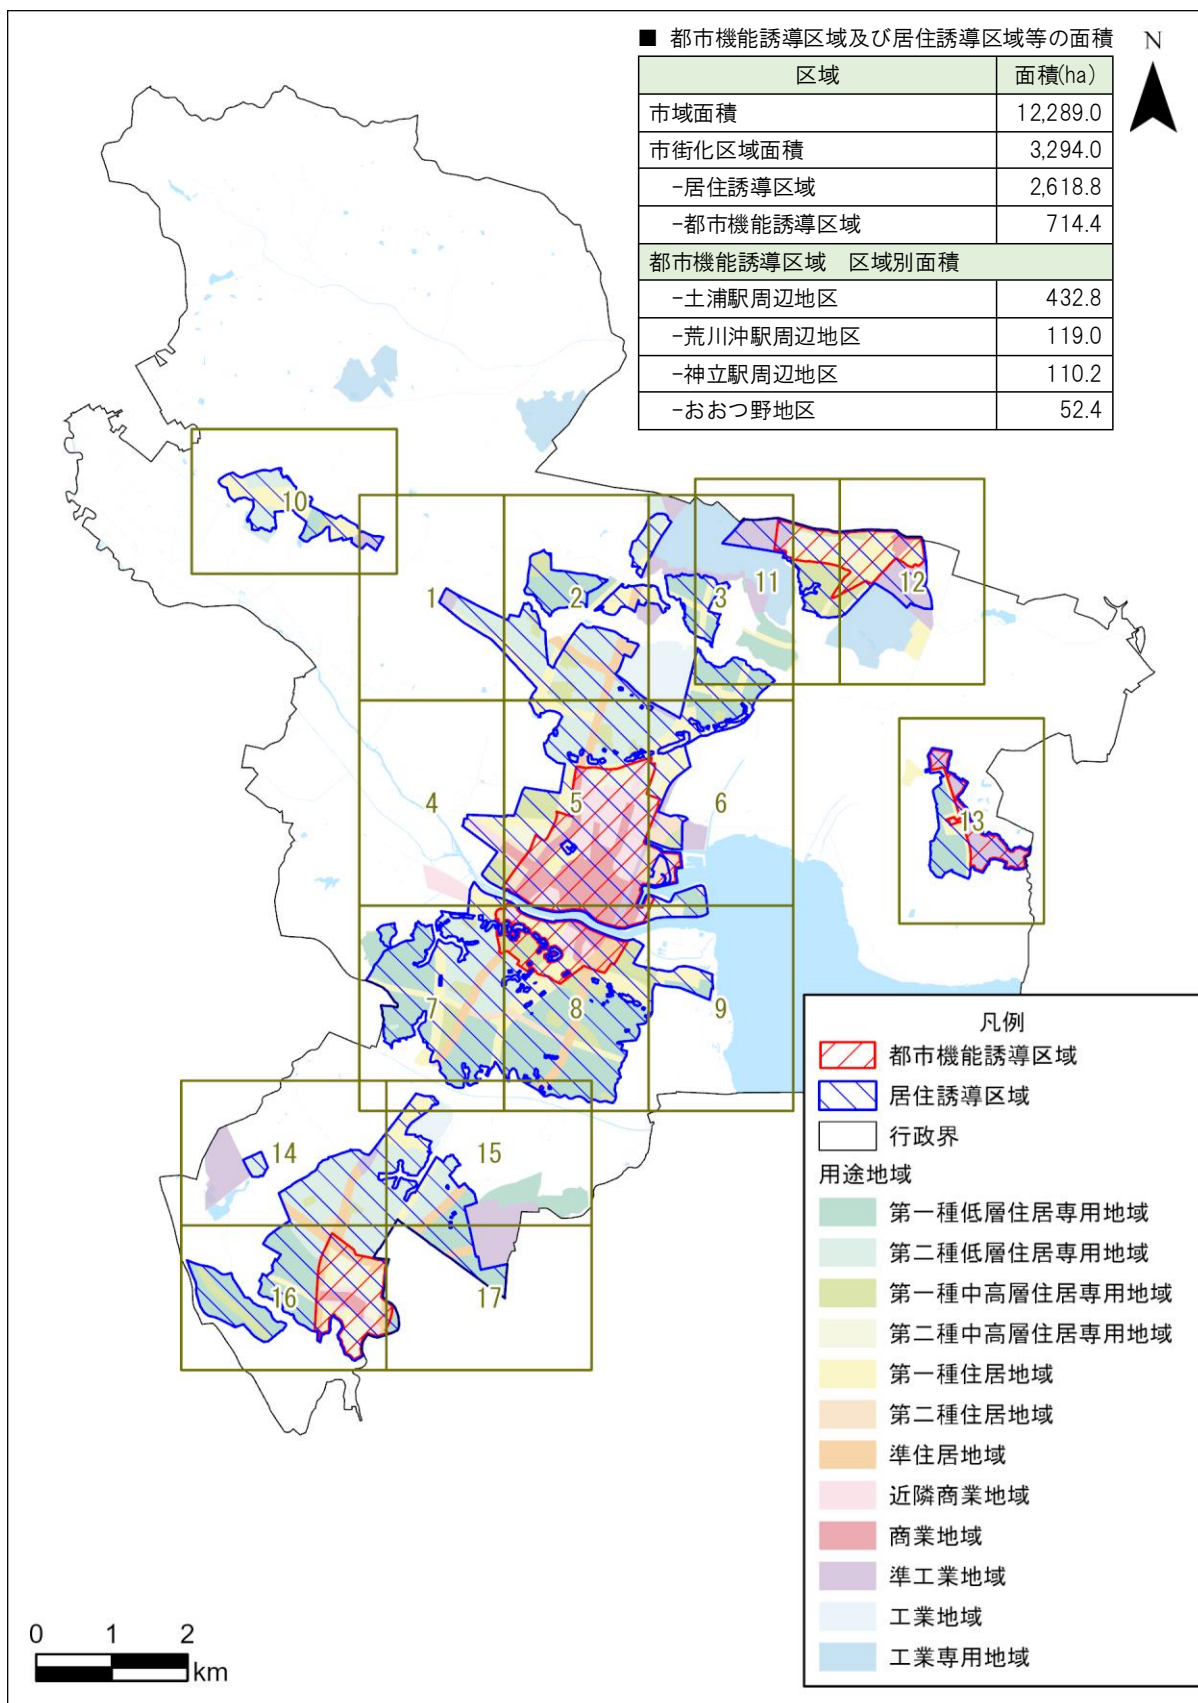 ■ 都市機能誘導区域及び居住誘導区域等の面積
N
区域 面積(ha)
市域面積 12,289.0
市街化区域面積 3,294.0
-居住誘導区域 2,618.8
-都市機能誘導区域 714.4
都市機能誘導区域 区域別面積
-土浦駅周辺地区 432.8
-荒川沖駅周辺地区 119.0
-神立駅周辺地区 110.2
-おおつ野地区 52.4
10
1
2
3
11
12
4
5
6
13
7
8
9
14
15
16
17
凡例
都市機能誘導区域
居住誘導区域
行政界
用途地域
第一種低層住居専用地域
第二種低層住居専用地域
第一種中高層住居専用地域
第二種中高層住居専用地域
第一種住居地域
第二種住居地域
準住居地域
近隣商業地域
商業地域
準工業地域
工業地域
工業専用地域
0 1 2
km